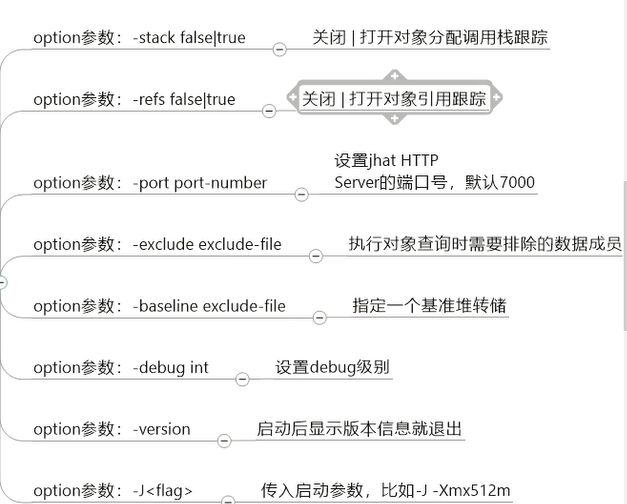 option参数：-stack false|true 关闭 | 打开对象分配调用栈跟踪
option参数：-refs false|true 关闭 | 打开对象引用跟踪
设置jhat HTTP
option参数：-port port-number Server的端口号，默认7000
option参数：-exclude exclude-file 执行对象查询时需要排除的数据成员
option参数：-baseline exclude-file 指定一个基准堆转储
option参数：-debug int 设置debug级别
option参数：-version 启动后显示版本信息就退出
option参数：-J<flag> 传入启动参数，比如-J -Xmx512m